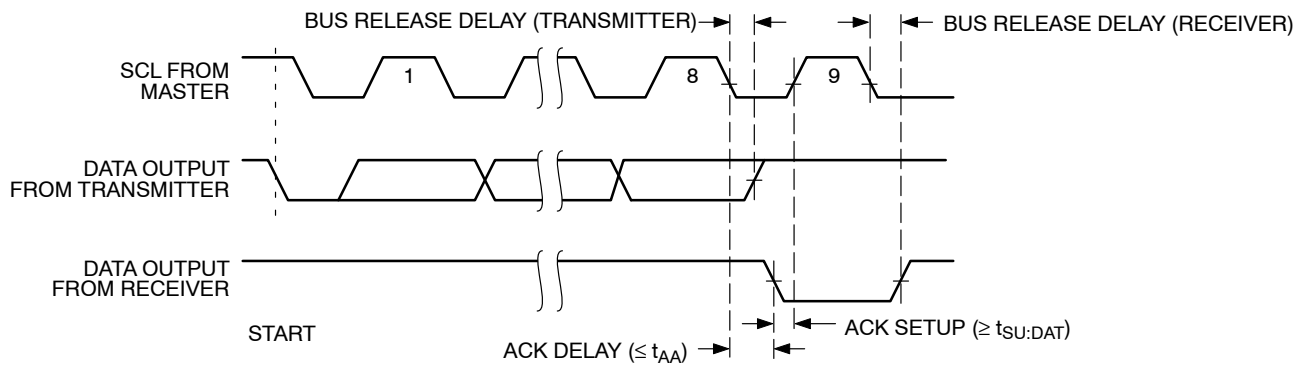 BUS RELEASE DELAY (TRANSMITTER)
BUS RELEASE DELAY (RECEIVER)
SCL FROM
MASTER
1
8
9
DATA OUTPUT
FROM TRANSMITTER
DATA OUTPUT
FROM RECEIVER
START
ACK SETUP (≥ tSU:DAT)
ACK DELAY (≤ tAA)